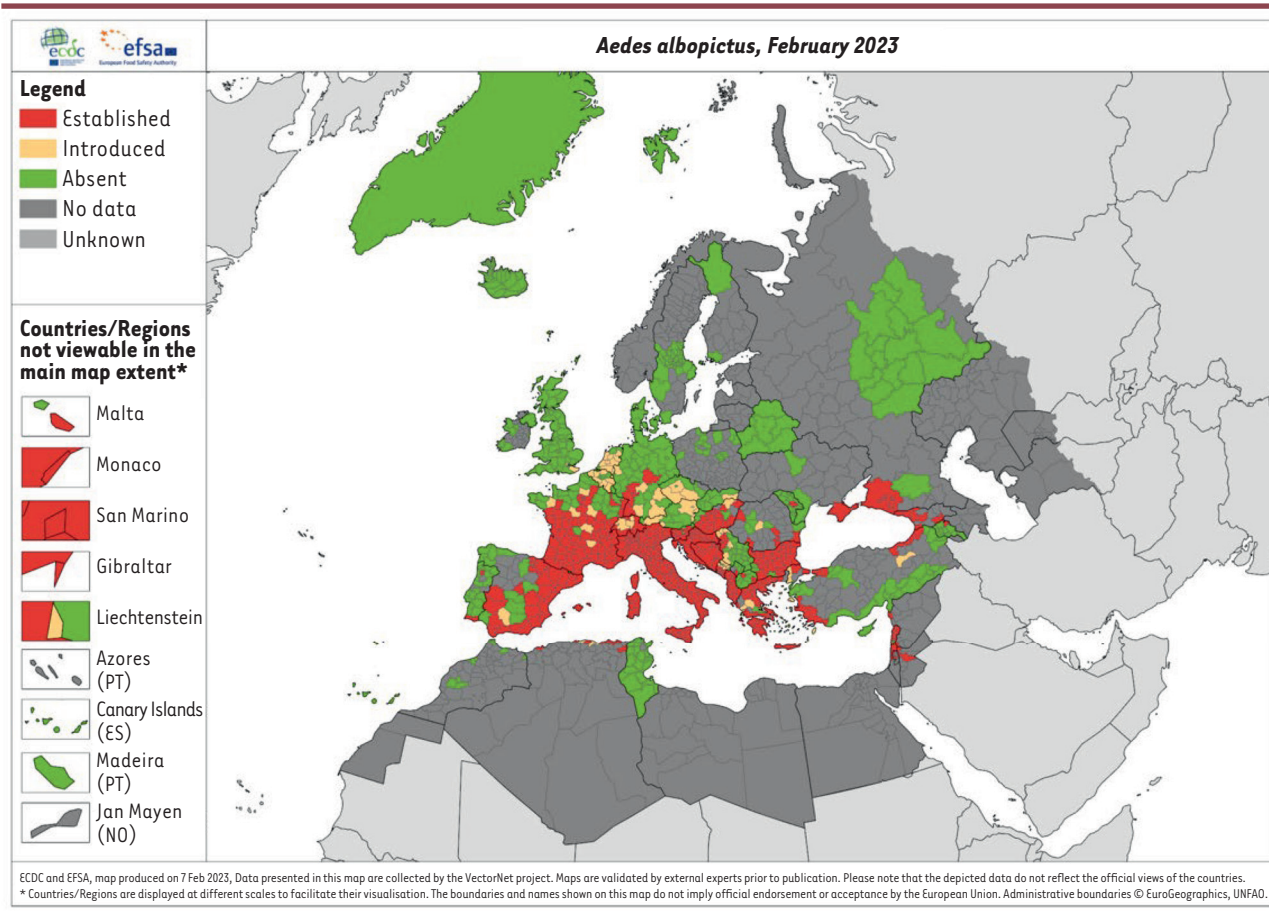 ecdc
efsa
European Food Safety Authority
Aedes albopictus, February 2023
Legend
Established
Introduced
Absent
No data
Unknown
Countries/Regions
not viewable in the
main map extent*
Malta
Monaco
San Marino
Gibraltar
Liechtenstein
Azores
(PT)
Canary Islands
(ES)
Madeira
(PT)
Jan Mayen
(NO)
ECDC and EFSA, map produced on 7 Feb 2023, Data presented in this map are collected by the VectorNet project. Maps are validated by external experts prior to publication. Please note that the depicted data do not reflect the official views of the countries.
* Countries/Regions are displayed at different scales to facilitate their visualisation. The boundaries and names shown on this map do not imply official endorsement or acceptance by the European Union. Administrative boundaries © EuroGeographics, UNFAO.